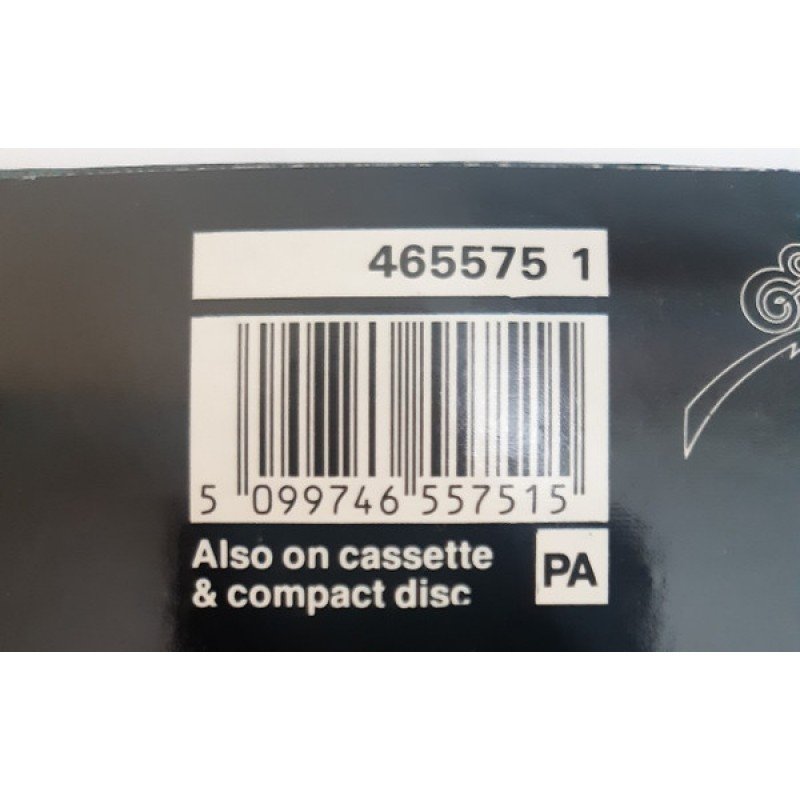 465575 1
5 099746 557515
Also on cassette
& compact disc
PA